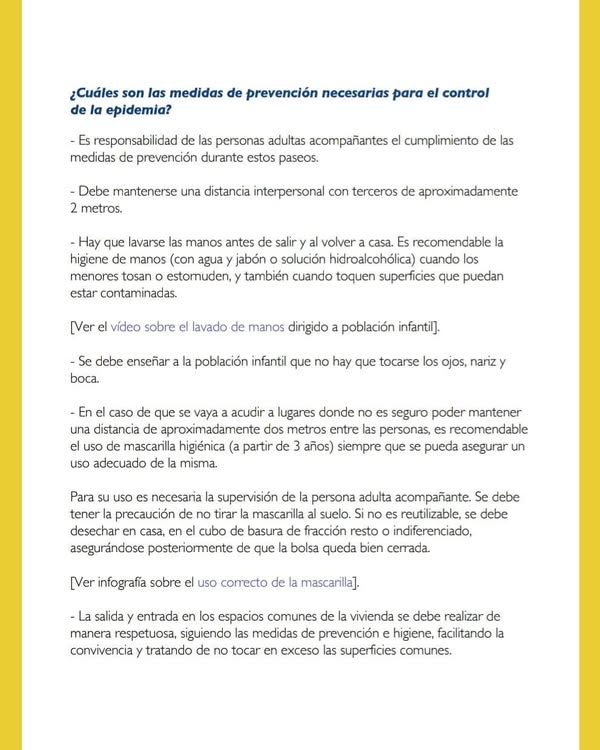 ¿Cuáles son las medidas de prevención necesarias para el control
de la epidemia?
- Es responsabilidad de las personas adultas acompañantes el cumplimiento de las
medidas de prevención durante estos paseos.
- Debe mantenerse una distancia interpersonal con terceros de aproximadamente
2 metros.
- Hay que lavarse las manos antes de salir y al volver a casa. Es recomendable la
higiene de manos (con agua y jabón o solución hidroalcohólica) cuando los
menores tosan o estornuden, y también cuando toquen superficies que puedan
estar contaminadas.
[Ver el vídeo sobre el lavado de manos dirigido a población infantil].
- Se debe enseñar a la población infantil que no hay que tocarse los ojos, nariz y
boca.
- En el caso de que se vaya a acudir a lugares donde no es seguro poder mantener
una distancia de aproximadamente dos metros entre las personas, es recomendable
el uso de mascarilla higiénica (a partir de 3 años) siempre que se pueda asegurar un
uso adecuado de la misma.
Para su uso es necesaria la supervisión de la persona adulta acompañante. Se debe
tener la precaución de no tirar la mascarilla al suelo. Si no es reutilizable, se debe
desechar en casa, en el cubo de basura de fracción resto o indiferenciado,
asegurándose posteriormente de que la bolsa queda bien cerrada.
[Ver infografía sobre el uso correcto de la mascarilla].
- La salida y entrada en los espacios comunes de la vivienda se debe realizar de
manera respetuosa, siguiendo las medidas de prevención e higiene, facilitando la
convivencia y tratando de no tocar en exceso las superficies comunes.